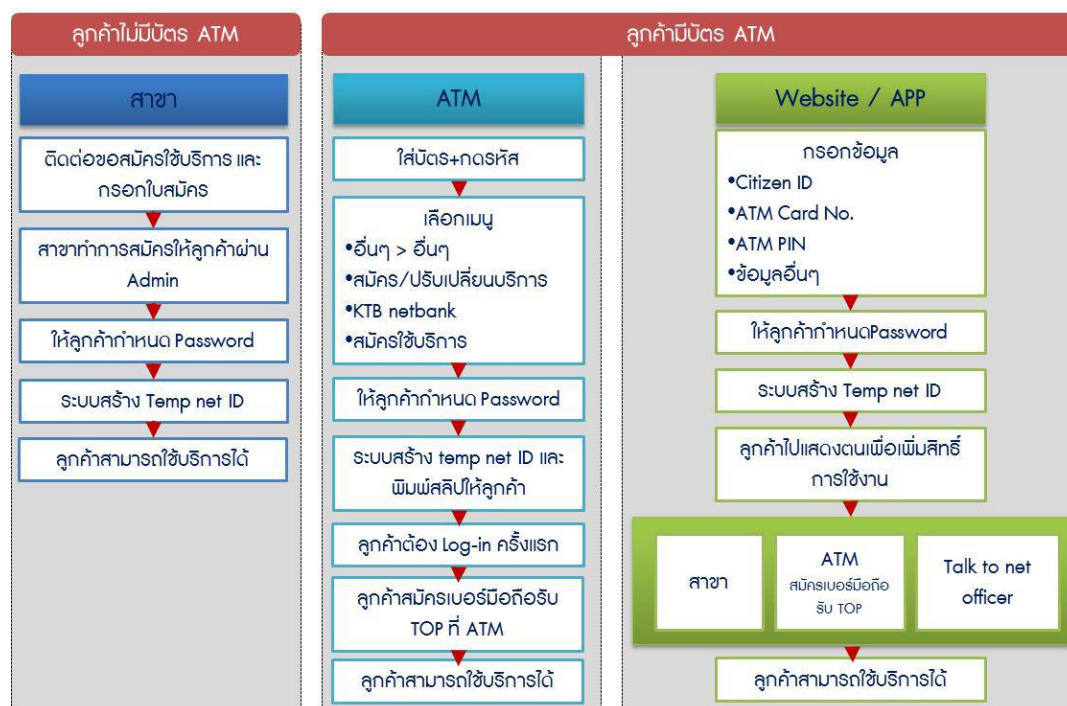 ลูกค้าไม่มีบัตร ATM
สาขา
ติดต่อขอสมัครใช้บริการ และ
กรอกใบสมัคร
สาขาทำการสมัครให้ลูกค้าผ่าน
Admin
ให้ลูกค้ากำหนด Password
ระบบสร้าง Temp net ID
ลูกค้าสามารถใช้บริการได้
ลูกค้ามีบัตร ATM
ATM
ใส่บัตร+กดรหัส
เลือกเมนู
•อื่นๆ > อื่นๆ
•สมัคร/ปรับเปลี่ยนบริการ
•KTB netbank
•สมัครใช้บริการ
ให้ลูกค้ากำหนด Password
ระบบสร้าง temp net ID และ
พิมพ์สลิปให้ลูกค้า
ลูกค้าต้อง Log-in ครั้งแรก
ลูกค้าสมัครเบอร์มือถือรับ
TOP ที่ ATM
ลูกค้าสามารถใช้บริการได้
Website / APP
กรอกข้อมูล
•Citizen ID
•ATM Card No.
•ATM PIN
•ข้อมูลอื่นๆ
ให้ลูกค้ากำหนดPassword
ระบบสร้าง Temp net ID
ลูกค้าไปแสดงตนเพื่อเพิ่มสิทธิ์
การใช้งาน
สาขา
ATM
สมัครเบอร์มือถือ
รับ TOP
Talk to net
officer
ลูกค้าสามารถใช้บริการได้